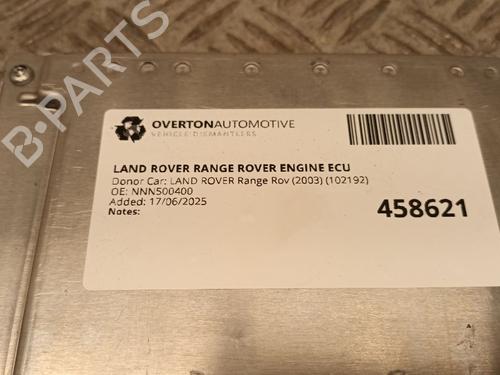 B-PARTS
OVERTONAUTOMOTIVE
VEHICLE DISMANTLERS
LAND ROVER RANGE ROVER ENGINE ECU
Donor Car: LAND ROVER Range Rov (2003) (102192)
OE: NNN500400
Added: 17/06/2025
Notes:
458621